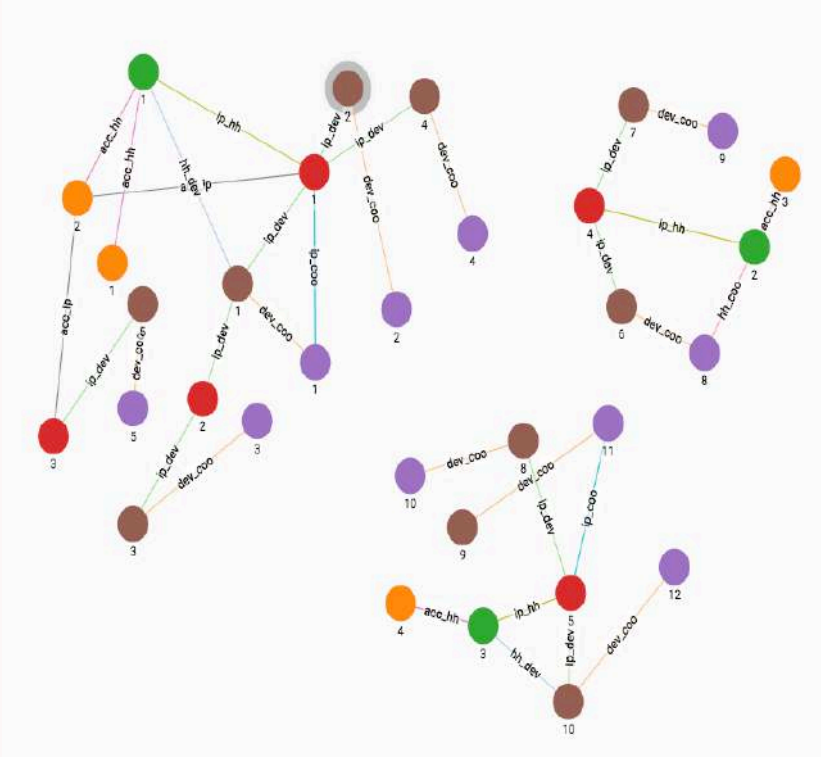 1
2
4
ip_hh
acc_hh
ip_dev
ip_dev
acc_hh
hh_dev
dev_coo
dev_coo
1
2
1
4
ip_dev
ip_coo
acc_ip
1
2
dev_coo
ip_dev
dev_coo
1
ip_dev
2
5
3
3
ip_dev
dev_coo
3
7
dev_coo
9
ip_dev
3
acc_hh
4
ip_hh
2
ip_dev
6
hh_coo
dev_coo
8
8
11
dev_coo
10
dev_coo
ip_dev
ip_coo
9
12
4
acc_hh
ip_hh
5
3
hh_dev
ip_dev
dev_coo
10